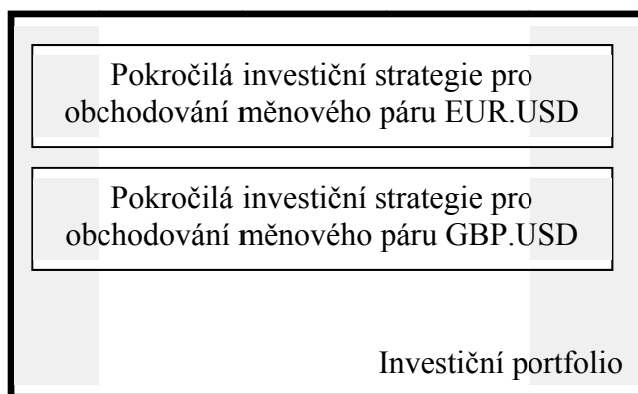 Pokročilá investiční strategie pro
obchodování měnového páru EUR.USD
Pokročilá investiční strategie pro
obchodování měnového páru GBP.USD
Investiční portfolio